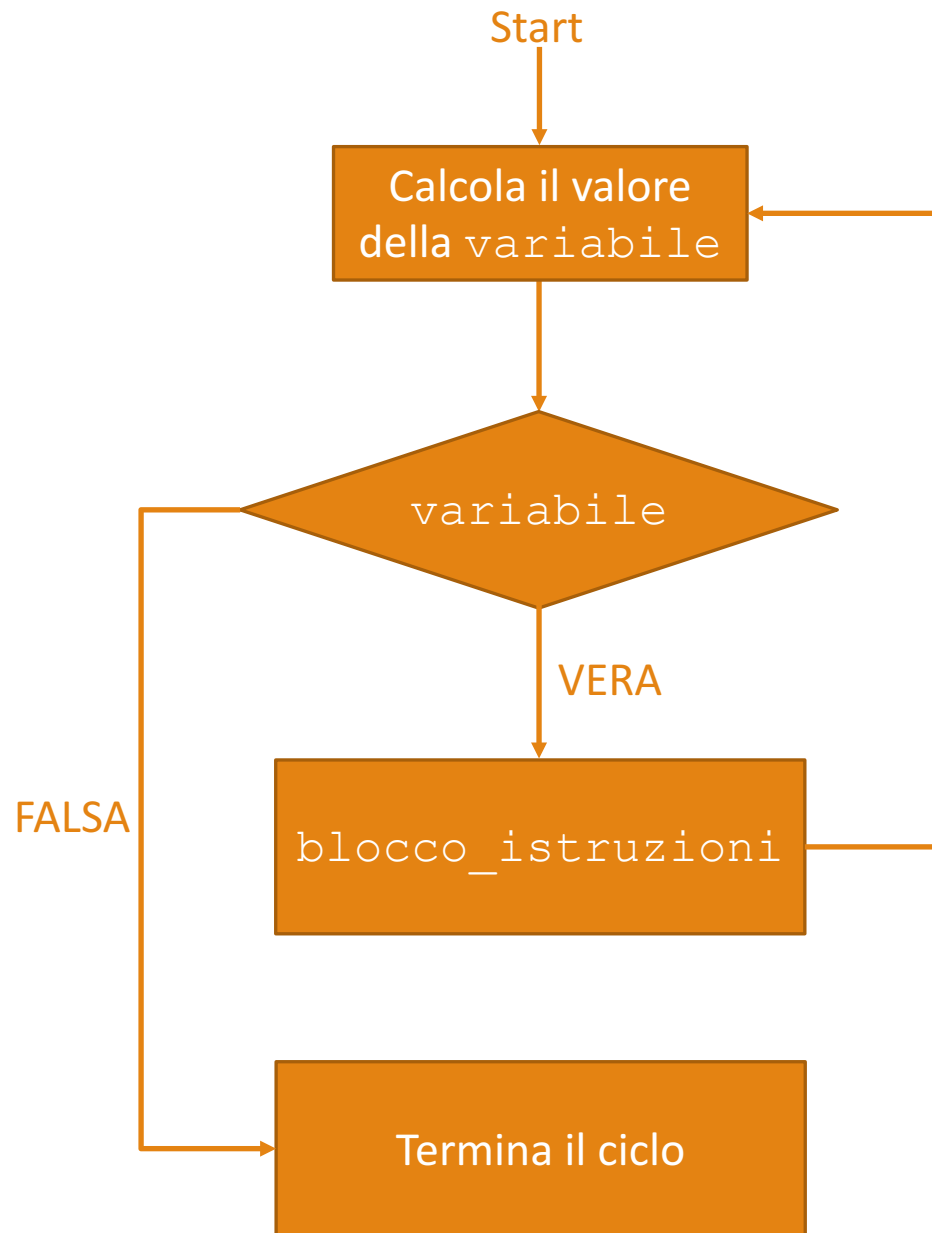 Start
Calcola il valore
della variabile
variabile
VERA
FALSA
blocco_istruzioni
Termina il ciclo